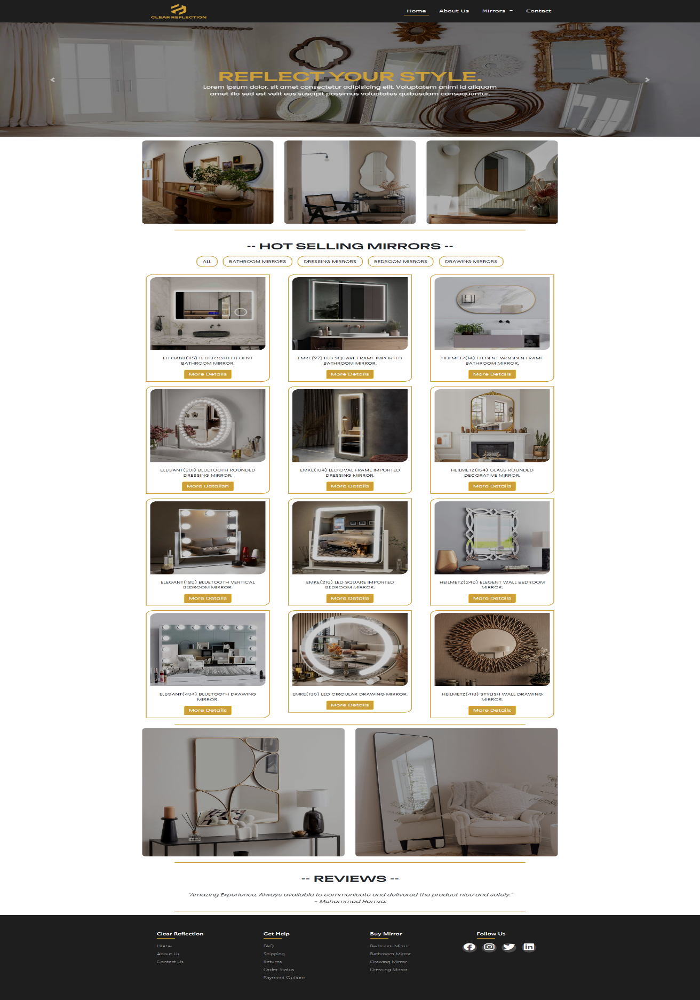 CLEAR REFLECTION
Home About Us Mirrors Contact
REFLECT YOUR STYLE.
Lorem ipsum dolor, sit amet consectetur adipisicing elit. Voluptatem animi id aliquam
amet illo sed est velit eos suscipit possimus voluptates quibusdam consequuntur.
-- HOT SELLING MIRRORS --
ALL BATHROOM MIRRORS DRESSING MIRRORS BEDROOM MIRRORS DRAWING MIRRORS
ELEGANT(115) BLUETOOTH ELEGENT
BATHROOM MIRROR.
More Details
EMKE(27) LED SQUARE FRAME IMPORTED
BATHROOM MIRROR.
More Details
HEILMETZ(14) ELEGENT WOODEN FRAME
BATHROOM MIRROR.
More Details
ELEGANT(201) BLUETOOTH ROUNDED
DRESSING MIRROR.
More Detailsn
EMKE(104) LED OVAL FRAME IMPORTED
DRESSING MIRROR.
More Details
HEILMETZ(154) GLASS ROUNDED
DECORATIVE MIRROR.
More Details
ELEGANT(185) BLUETOOTH VERTICAL
BEDROOM MIRROR.
More Details
EMKE(216) LED SQUARE IMPORTED
BEDROOM MIRROR.
More Details
HEILMETZ(245) ELEGENT WALL BEDROOM
MIRROR.
More Details
ELEGANT(434) BLUETOOTH DRAWING
MIRROR.
More Details
EMKE(136) LED CIRCULAR DRAWING MIRROR.
More Details
HEILMETZ(413) STYLISH WALL DRAWING
MIRROR.
More Details
-- REVIEWS --
"Amazing Experience, Always available to communicate and delivered the product nice and safely."
- Muhammad Hamza.
Clear Reflection
Home
About Us
Contact Us
Get Help
FAQ
Shipping
Returns
Order Status
Payment Options
Buy Mirror
Bedroom Mirror
Bathroom Mirror
Drawing Mirror
Dressing Mirror
Follow Us